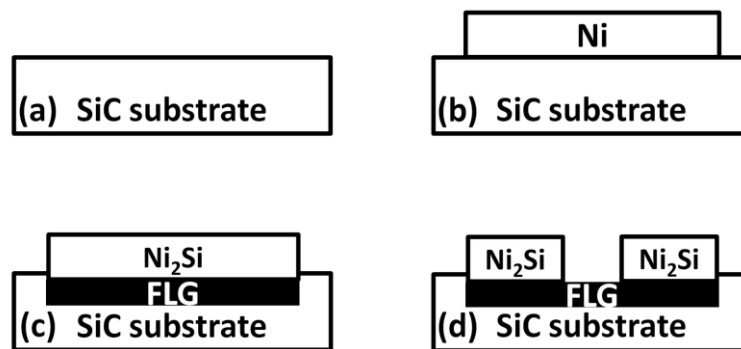 (a) SiC substrate
Ni
(b) SiC substrate
Ni₂Si
FLG
(c) SiC substrate
Ni₂Si Ni₂Si
FLG
(d) SiC substrate